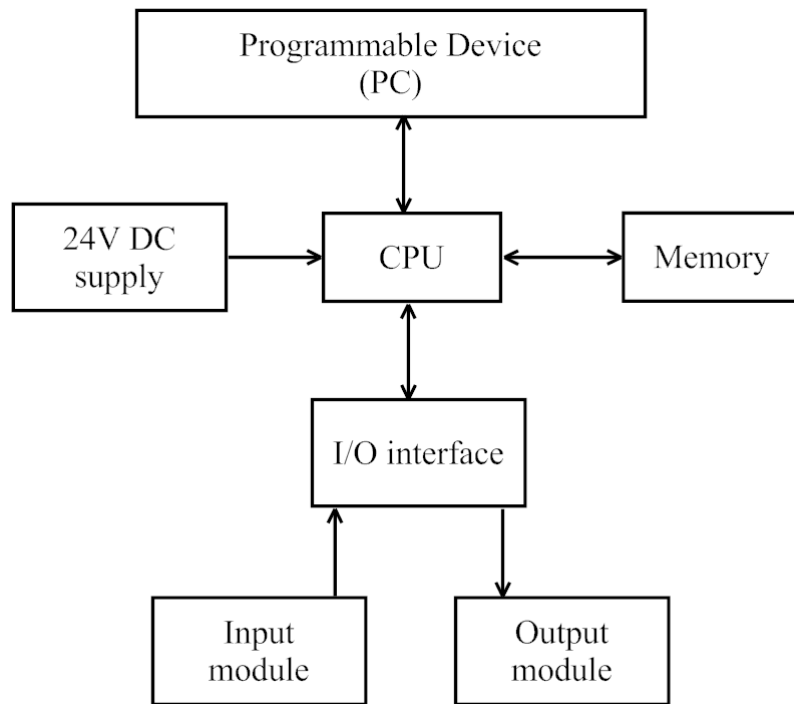 Programmable Device
(PC)
24V DC
supply
CPU
Memory
I/O interface
Input
module
Output
module